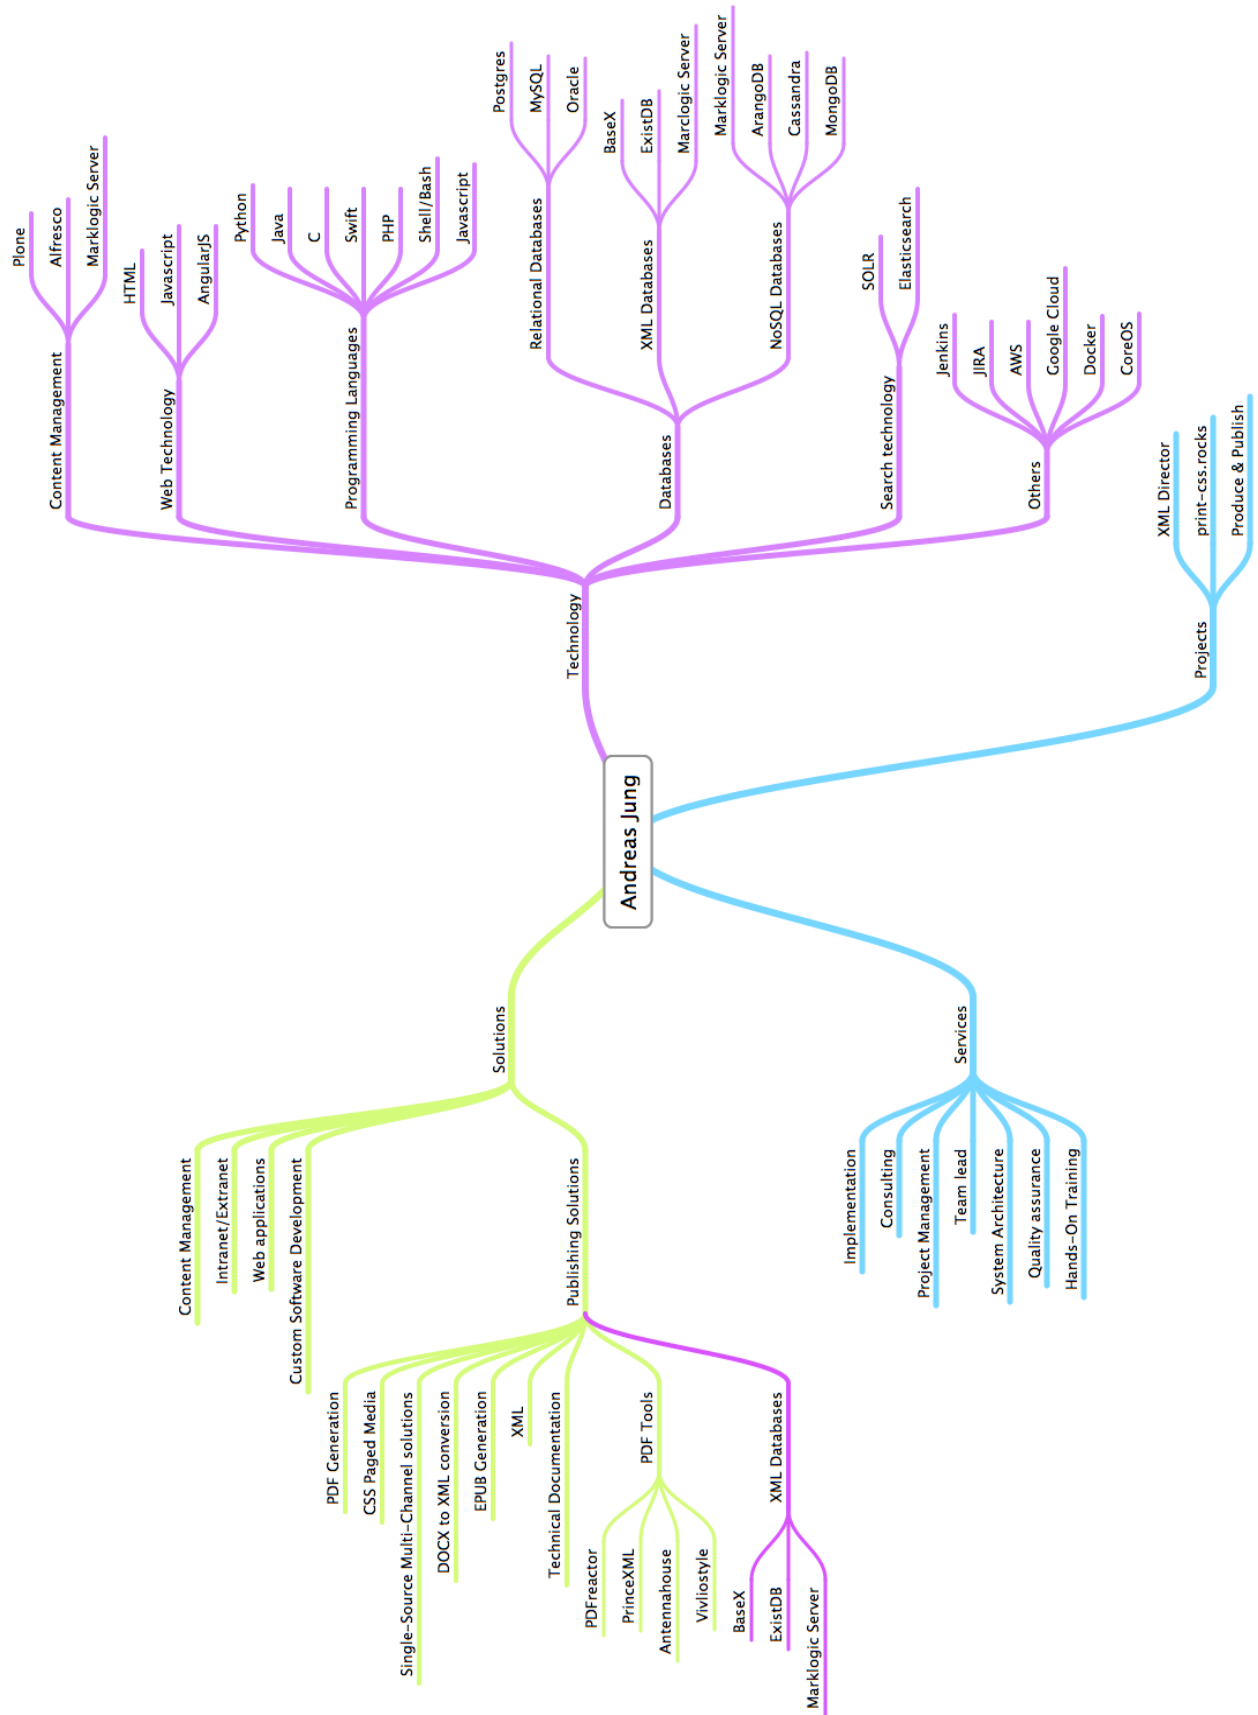 Andreas Jung
Technology
Content Management
Plone
Alfresco
Marklogic Server
Web Technology
HTML
Javascript
AngularJS
Programming Languages
Python
Java
C
Swift
PHP
Shell/Bash
Javascript
Databases
Relational Databases
Postgres
MySQL
Oracle
XML Databases
BaseX
ExistDB
Marclogic Server
NoSQL Databases
Marklogic Server
ArangoDB
Cassandra
MongoDB
Search technology
SOLR
Elasticsearch
Others
Jenkins
JIRA
AWS
Google Cloud
Docker
CoreOS
Projects
XML Director
print-css.rocks
Produce & Publish
Solutions
Content Management
Intranet/Extranet
Web applications
Custom Software Development
Publishing Solutions
PDF Generation
CSS Paged Media
Single-Source Multi-Channel solutions
DOCX to XML conversion
EPUB Generation
XML
Technical Documentation
PDF Tools
PDFreactor
PrinceXML
Antennahouse
Vivliostyle
XML Databases
BaseX
ExistDB
Marklogic Server
Services
Implementation
Consulting
Project Management
Team lead
System Architecture
Quality assurance
Hands-On Training